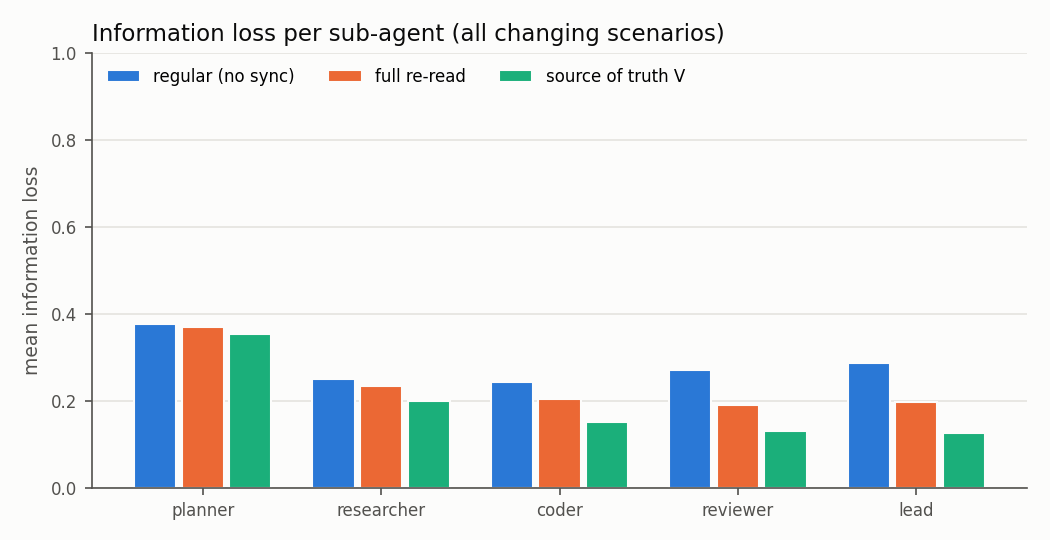 Information loss per sub-agent (all changing scenarios)
regular (no sync) full re-read source of truth V
mean information loss
1.0
0.8
0.6
0.4
0.2
0.0
planner researcher coder reviewer lead